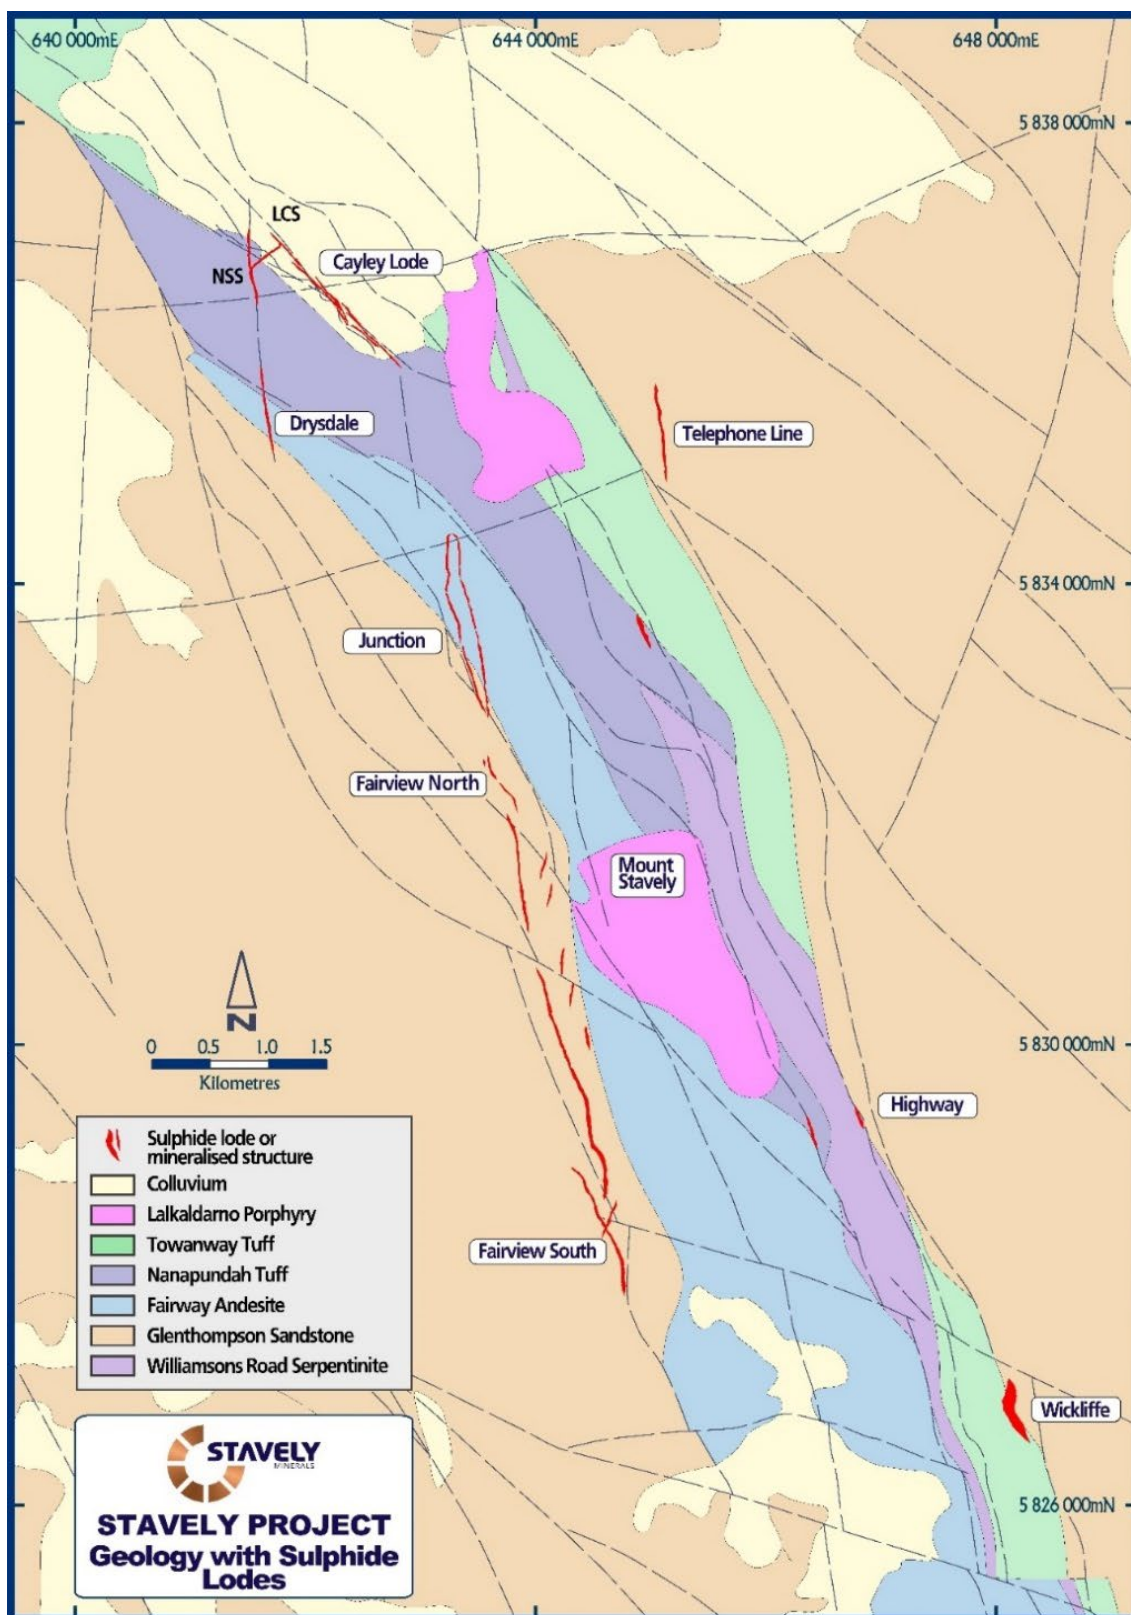 640 000mE
644 000mE
648 000mE
5 838 000mN
LCS
Cayley Lode
NSS
Drysdale
Telephone Line
5 834 000mN
Junction
Fairview North
Mount
Stavely
N
0 0.5 1.0 1.5
Kilometres
5 830 000mN
Highway
Sulphide lode or
mineralised structure
Colluvium
Lalkaldarno Porphyry
Towanway Tuff
Nanapundah Tuff
Fairway Andesite
Glenthompson Sandstone
Williamsons Road Serpentinite
Fairview South
Wickliffe
5 826 000mN
STAVELY
MINERALS
STAVELY PROJECT
Geology with Sulphide
Lodes